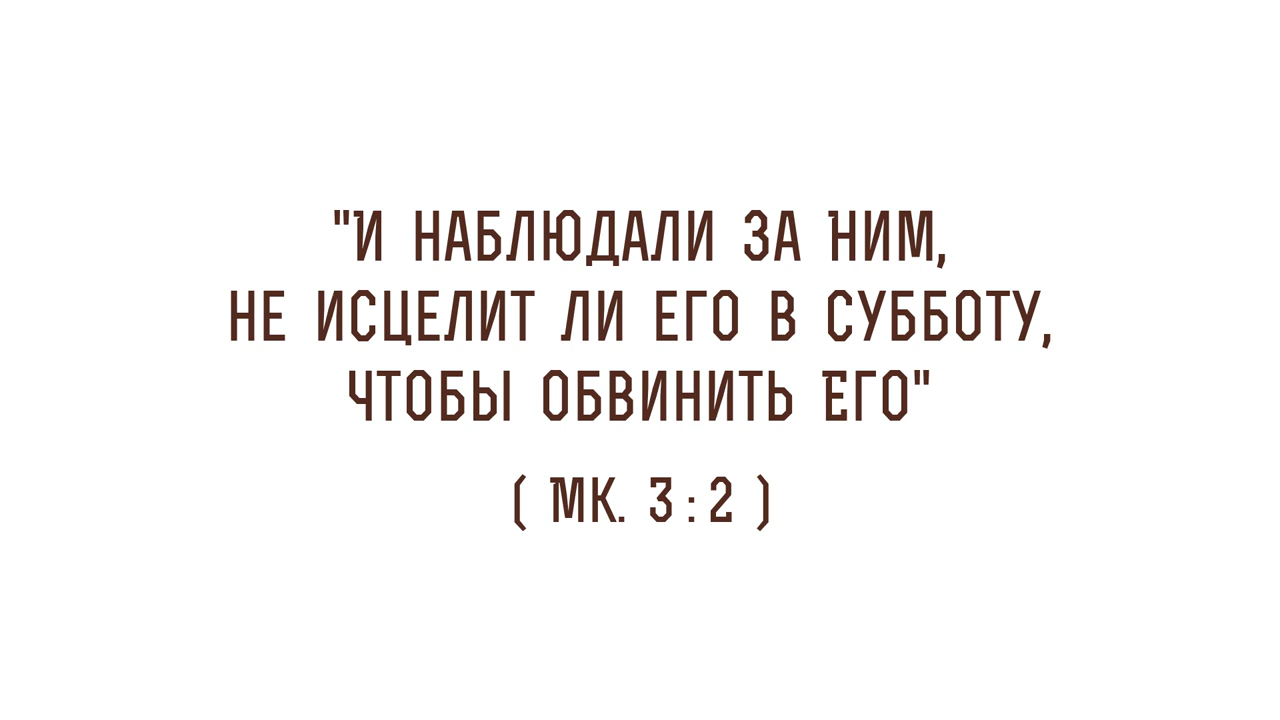 "И НАБЛЮДАЛИ ЗА НИМ,
НЕ ИСЦЕЛИТ ЛИ ЕГО В СУББОТУ,
ЧТОБЫ ОБВИНИТЬ ЕГО"
( МК. 3:2 )